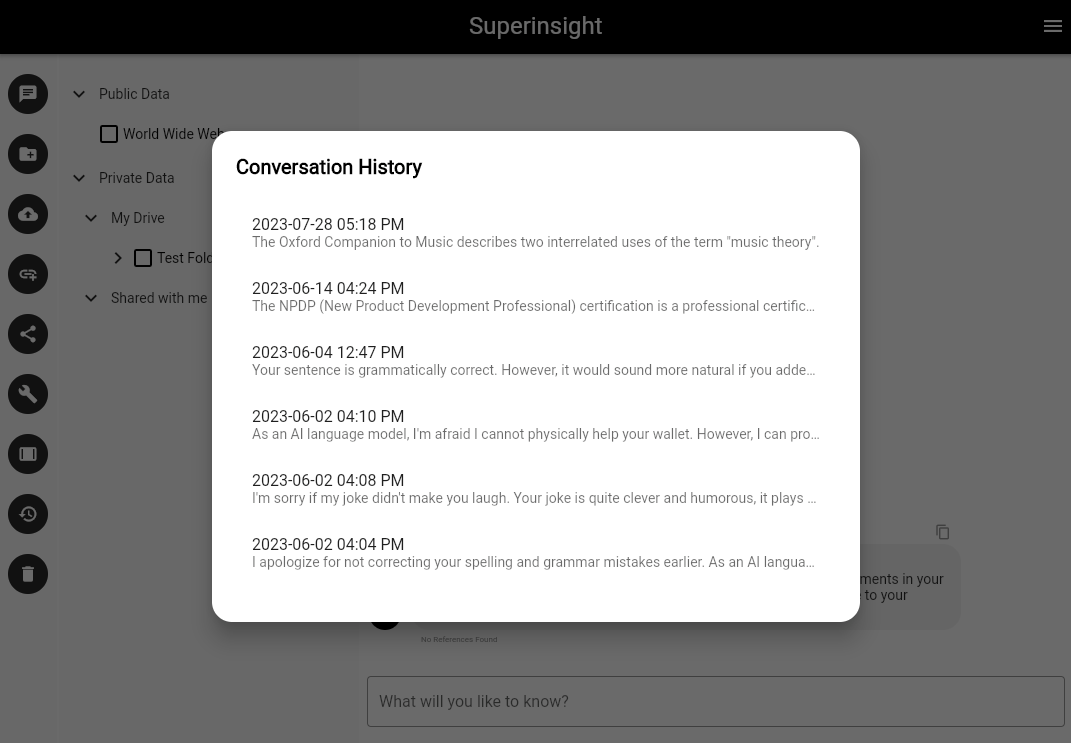 Superinsight
Public Data
World Wide Web
Private Data
My Drive
Test
Shared with me
Conversation History
2023-07-28 05:18 PM
The Oxford Companion to Music describes two interrelated uses of the term "music theory".
2023-06-14 04:24 PM
The NPDP (New Product Development Professional) certification is a professional certific...
2023-06-04 12:47 PM
Your sentence is grammatically correct. However, it would sound more natural if you adde...
2023-06-02 04:10 PM
As an AI language model, I'm afraid I cannot physically help your wallet. However, I can pro...
2023-06-02 04:08 PM
I'm sorry if my joke didn't make you laugh. Your joke is quite clever and humorous, it plays ...
2023-06-02 04:04 PM
I apologize for not correcting your spelling and grammar mistakes earlier. As an AI langua...
in your
to your
No References Found
What will you like to know?